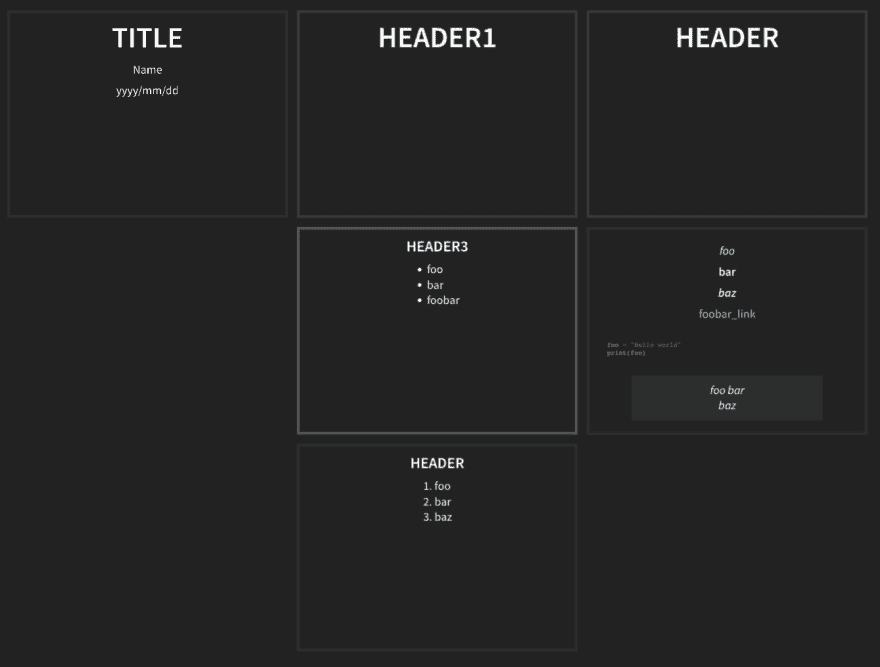 TITLE
Name
yyyy/mm/dd
HEADER1
HEADER
HEADER3
• foo
• bar
• foobar
foo
bar
baz
foobar_link
foo = "Hello world"
print(foo)
foo bar
baz
HEADER
1. foo
2. bar
3. baz